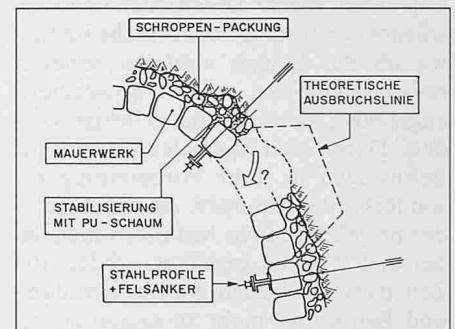 SCHROPPEN-PACKUNG
THEORETISCHE
AUSBRUCHSLINIE
MAUERWERK
?
STABILISIERUNG
MIT PU-SCHAUM
STAHLPROFILE
+FELSANKER